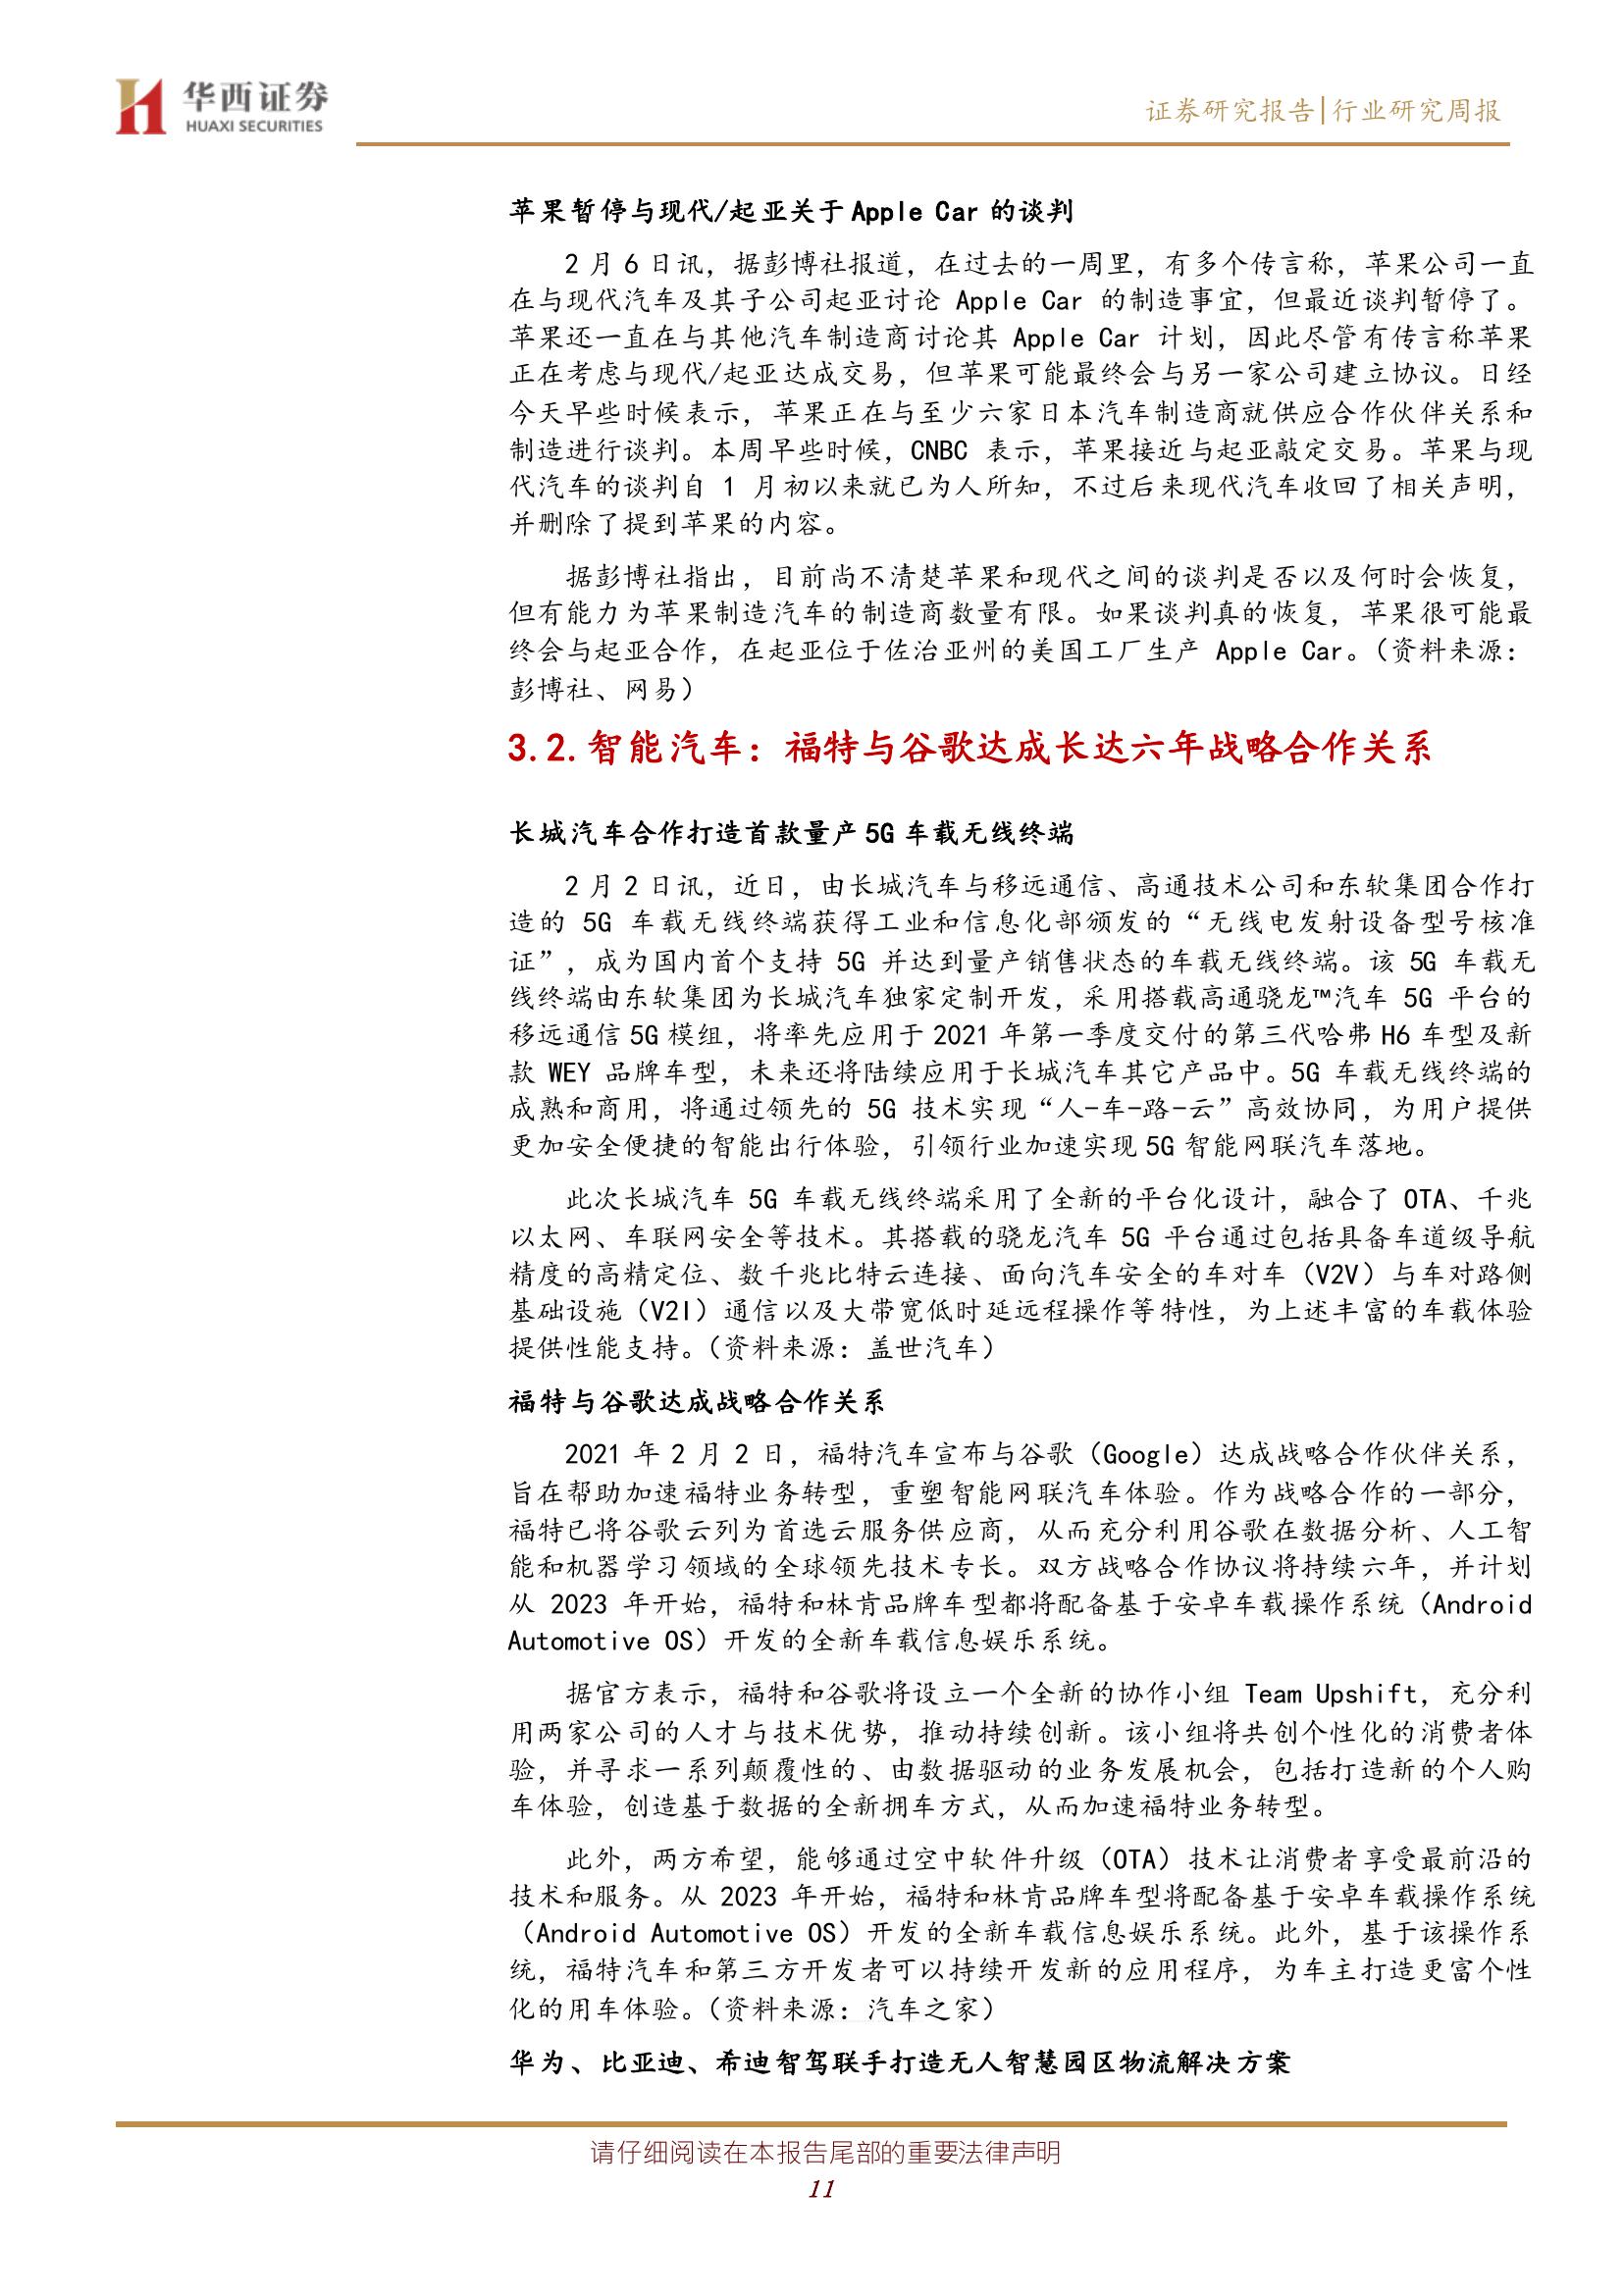 华西证券
HUAXI SECURITIES
证券研究报告|行业研究周报
苹果暂停与现代/起亚关于 Apple Car 的谈判
2 月 6 日讯，据彭博社报道，在过去的一周里，有多个传言称，苹果公司一直
在与现代汽车及其子公司起亚讨论 Apple Car 的制造事宜，但最近谈判暂停了。
苹果还一直在与其他汽车制造商讨论其 Apple Car 计划，因此尽管有传言称苹果
正在考虑与现代/起亚达成交易，但苹果可能最终会与另一家公司建立协议。日经
今天早些时候表示，苹果正在与至少六家日本汽车制造商就供应合作伙伴关系和
制造进行谈判。本周早些时候，CNBC 表示，苹果接近与起亚敲定交易。苹果与现
代汽车的谈判自 1 月初以来就已为人所知，不过后来现代汽车收回了相关声明，
并删除了提到苹果的内容。
据彭博社指出，目前尚不清楚苹果和现代之间的谈判是否以及何时会恢复，
但有能力为苹果制造汽车的制造商数量有限。如果谈判真的恢复，苹果很可能最
终会与起亚合作，在起亚位于佐治亚州的美国工厂生产 Apple Car。（资料来源：
彭博社、网易）
3.2.智能汽车：福特与谷歌达成长达六年战略合作关系
长城汽车合作打造首款量产 5G 车载无线终端
2 月 2 日讯，近日，由长城汽车与移远通信、高通技术公司和东软集团合作打
造的 5G 车载无线终端获得工业和信息化部颁发的“无线电发射设备型号核准
证”，成为国内首个支持 5G 并达到量产销售状态的车载无线终端。该 5G 车载无
线终端由东软集团为长城汽车独家定制开发，采用搭载高通骁龙™汽车 5G 平台的
移远通信 5G 模组，将率先应用于 2021 年第一季度交付的第三代哈弗 H6 车型及新
款 WEY 品牌车型，未来还将陆续应用于长城汽车其它产品中。5G 车载无线终端的
成熟和商用，将通过领先的 5G 技术实现“人-车-路-云”高效协同，为用户提供
更加安全便捷的智能出行体验，引领行业加速实现 5G 智能网联汽车落地。
此次长城汽车 5G 车载无线终端采用了全新的平台化设计，融合了 OTA、千兆
以太网、车联网安全等技术。其搭载的骁龙汽车 5G 平台通过包括具备车道级导航
精度的高精定位、数千兆比特云连接、面向汽车安全的车对车（V2V）与车对路侧
基础设施（V2I）通信以及大带宽低时延远程操作等特性，为上述丰富的车载体验
提供性能支持。（资料来源：盖世汽车）
福特与谷歌达成战略合作关系
2021 年 2 月 2 日，福特汽车宣布与谷歌（Google）达成战略合作伙伴关系，
旨在帮助加速福特业务转型，重塑智能网联汽车体验。作为战略合作的一部分，
福特已将谷歌云列为首选云服务供应商，从而充分利用谷歌在数据分析、人工智
能和机器学习领域的全球领先技术专长。双方战略合作协议将持续六年，并计划
从 2023 年开始，福特和林肯品牌车型都将配备基于安卓车载操作系统（Android
Automotive OS）开发的全新车载信息娱乐系统。
据官方表示，福特和谷歌将设立一个全新的协作小组 Team Upshift，充分利
用两家公司的人才与技术优势，推动持续创新。该小组将共创个性化的消费者体
验，并寻求一系列颠覆性的、由数据驱动的业务发展机会，包括打造新的个人购
车体验，创造基于数据的全新拥车方式，从而加速福特业务转型。
此外，两方希望，能够通过空中软件升级（OTA）技术让消费者享受最前沿的
技术和服务。从 2023 年开始，福特和林肯品牌车型将配备基于安卓车载操作系统
（Android Automotive OS）开发的全新车载信息娱乐系统。此外，基于该操作系
统，福特汽车和第三方开发者可以持续开发新的应用程序，为车主打造更富个性
化的用车体验。（资料来源：汽车之家）
华为、比亚迪、希迪智驾联手打造无人智慧园区物流解决方案
请仔细阅读在本报告尾部的重要法律声明
11